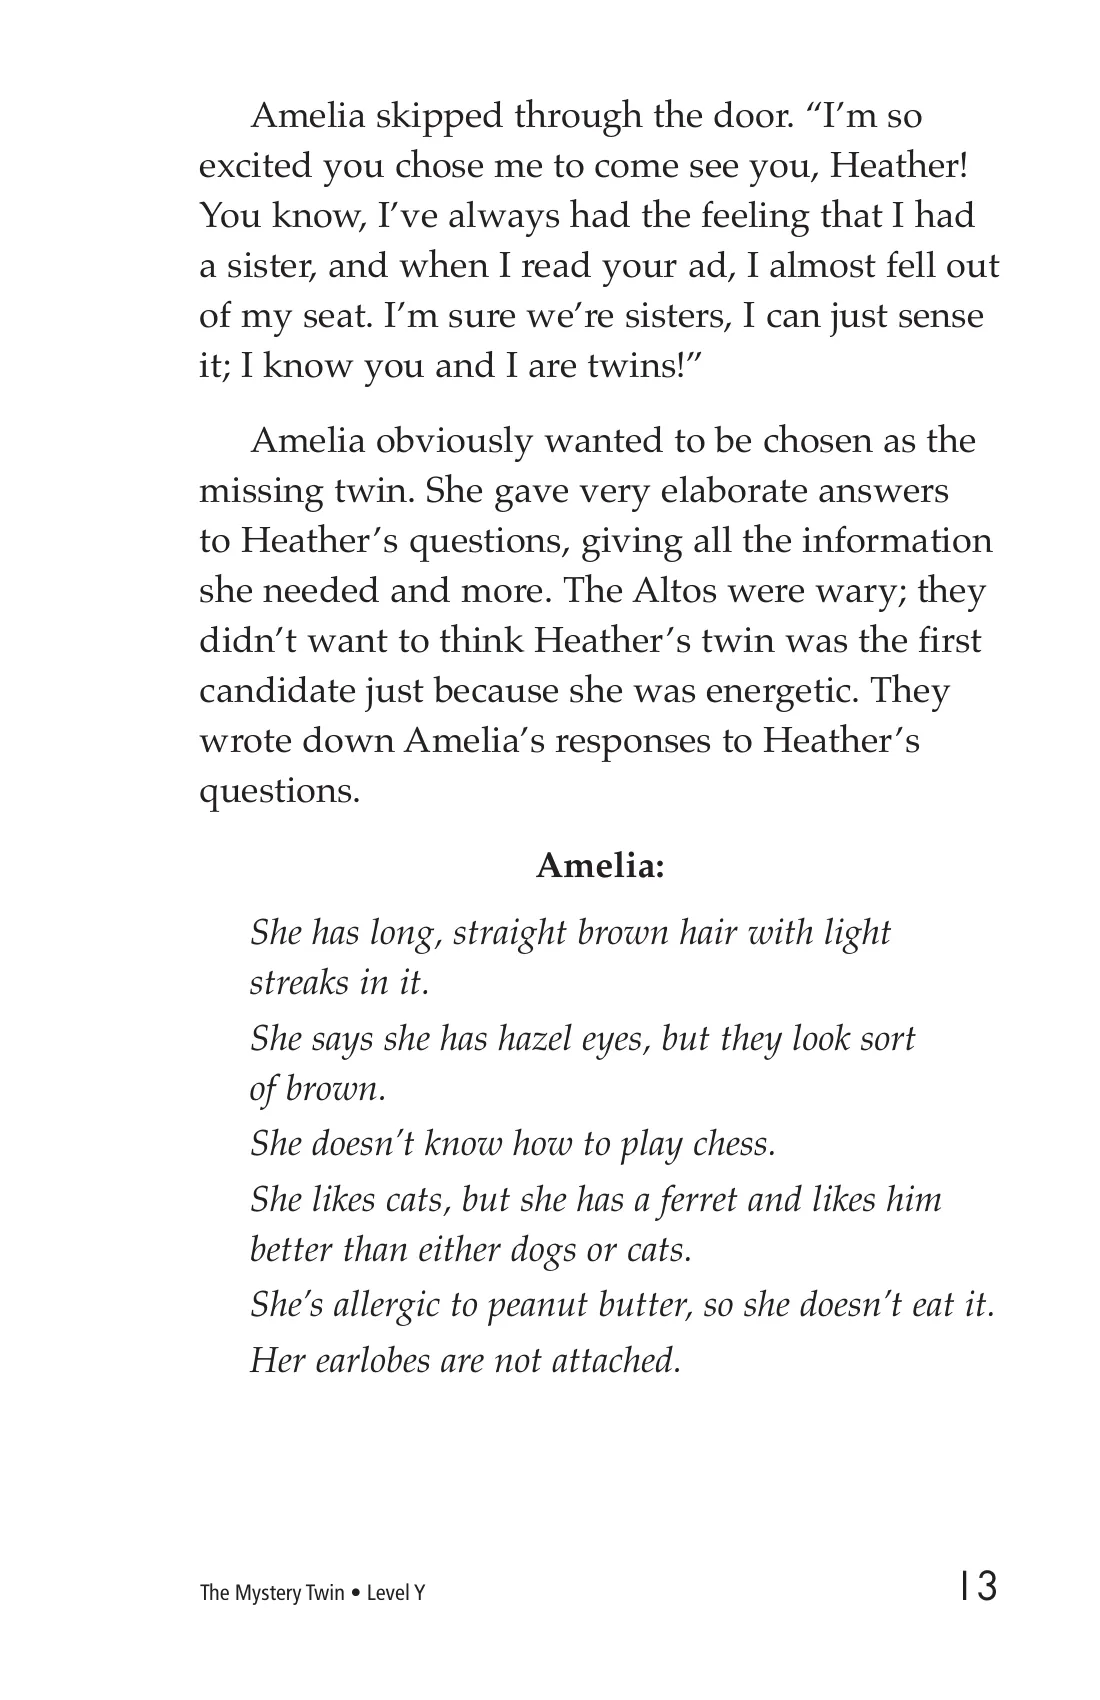 Amelia skipped through the door. “I’m so
excited you chose me to come see you, Heather!
You know, I’ve always had the feeling that I had
a sister, and when I read your ad, I almost fell out
of my seat. I’m sure we’re sisters, I can just sense
it; I know you and I are twins!”
Amelia obviously wanted to be chosen as the
missing twin. She gave very elaborate answers
to Heather’s questions, giving all the information
she needed and more. The Altos were wary; they
didn’t want to think Heather’s twin was the first
candidate just because she was energetic. They
wrote down Amelia’s responses to Heather’s
questions.
Amelia:
She has long, straight brown hair with light
streaks in it.
She says she has hazel eyes, but they look sort
of brown.
She doesn’t know how to play chess.
She likes cats, but she has a ferret and likes him
better than either dogs or cats.
She’s allergic to peanut butter, so she doesn’t eat it.
Her earlobes are not attached.
The Mystery Twin • Level Y
13